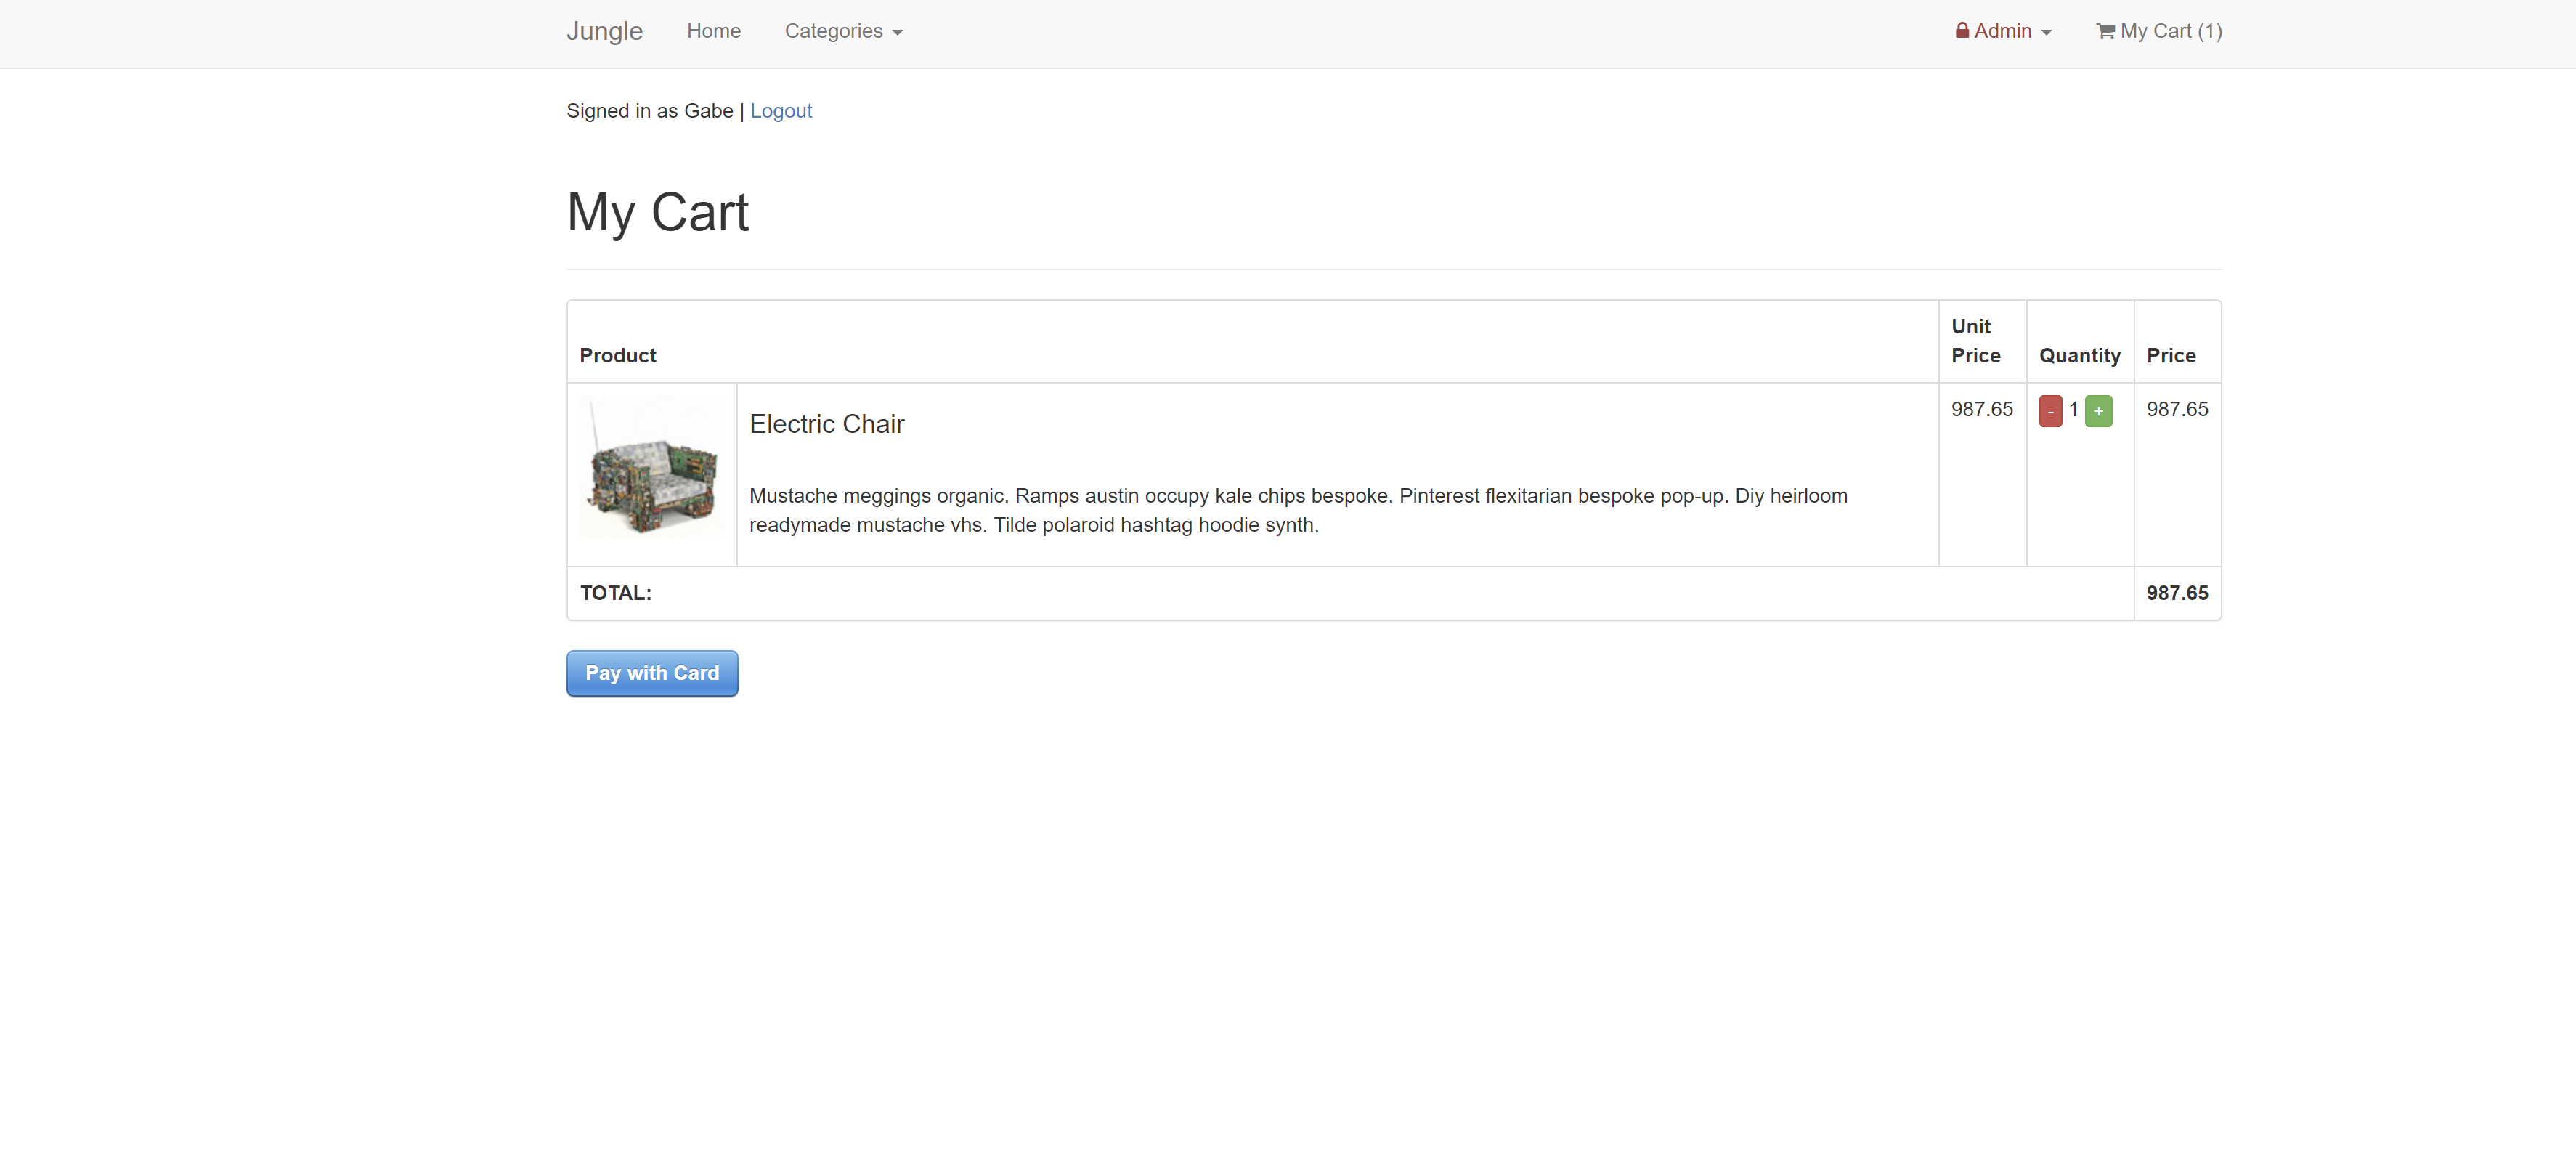 Jungle Home Categories Admin My Cart (1)
Signed in as Gabe | Logout
My Cart
Product Unit Price Quantity Price
Electric Chair 987.65 - 1 + 987.65
Mustache meggings organic. Ramps austin occupy kale chips bespoke. Pinterest flexitarian bespoke pop-up. Diy heirloom
readymade mustache vhs. Tilde polaroid hashtag hoodie synth.
TOTAL: 987.65
Pay with Card